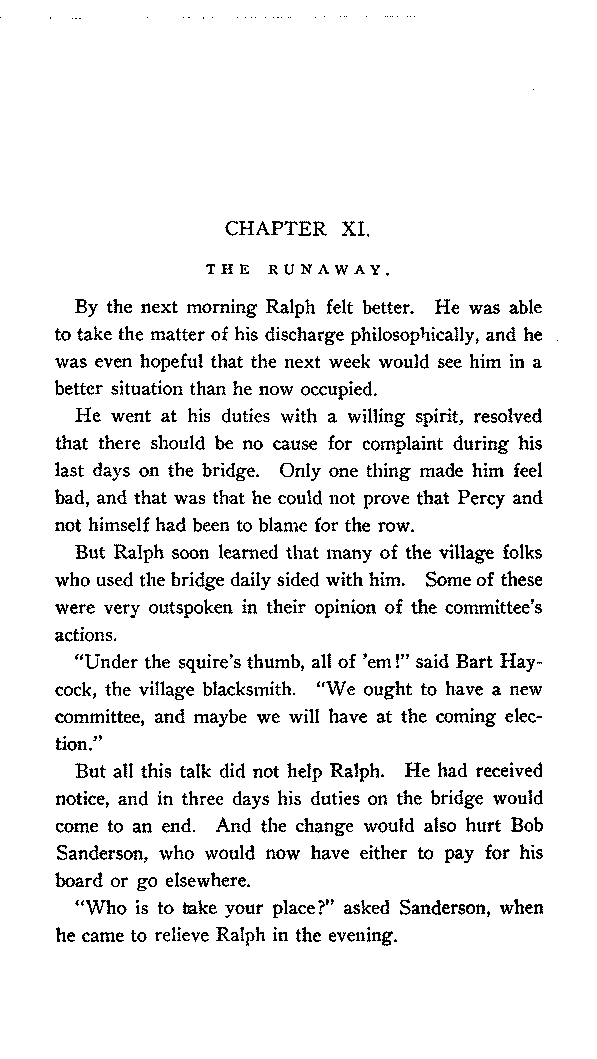 CHAPTER XI.
THE RUNAWAY.
By the next morning Ralph felt better. He was able
to take the matter of his discharge philosophically, and he
was even hopeful that the next week would see him in a
better situation than he now occupied.
He went at his duties with a willing spirit, resolved
that there should be no cause for complaint during his
last days on the bridge. Only one thing made him feel
bad, and that was that he could not prove that Percy and
not himself had been to blame for the row.
But Ralph soon learned that many of the village folks
who used the bridge daily sided with him. Some of these
were very outspoken in their opinion of the committee's
actions.
"Under the squire's thumb, all of 'em!" said Bart Hay-
cock, the village blacksmith. "We ought to have a new
committee, and maybe we will have at the coming elec-
tion."
But all this talk did not help Ralph. He had received
notice, and in three days his duties on the bridge would
come to an end. And the change would also hurt Bob
Sanderson, who would now have either to pay for his
board or go elsewhere.
"Who is to take your place?" asked Sanderson, when
he came to relieve Ralph in the evening.